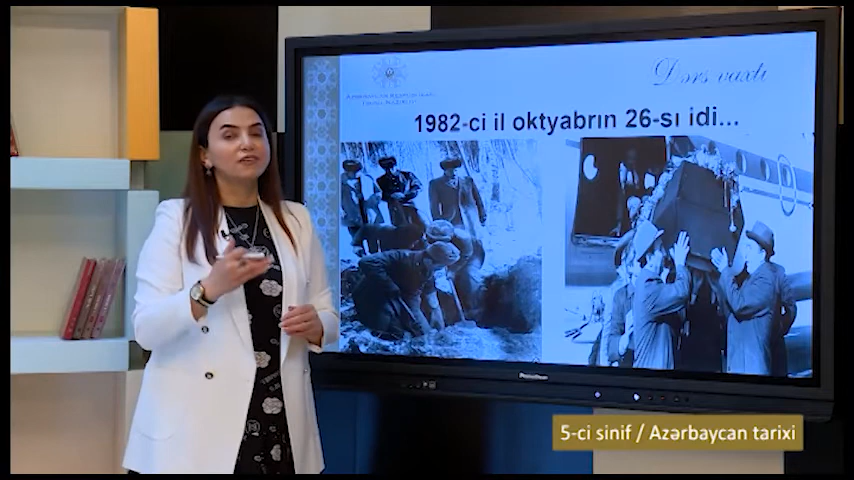 Dərs vaxtı
1982-ci il oktyabrın 26-sı idi...
5-ci sinif / Azərbaycan tarixi